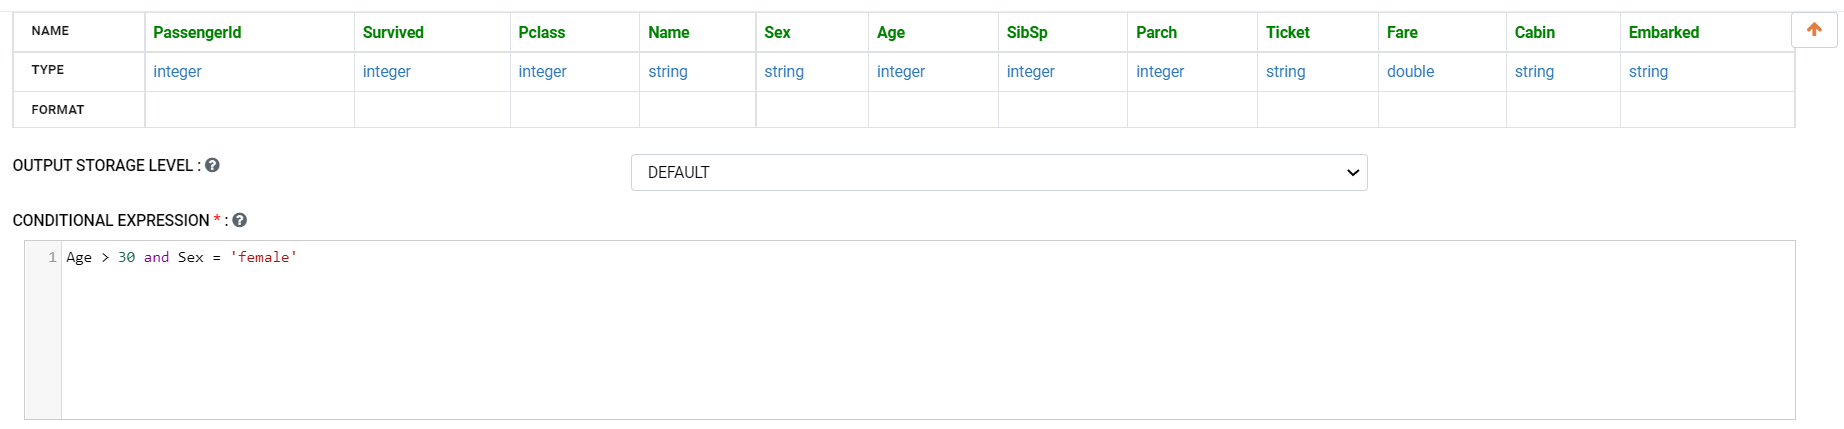 NAME PassengerId Survived Pclass Name Sex Age SibSp Parch Ticket Fare Cabin Embarked
TYPE integer integer integer string string integer integer integer string double string string
FORMAT
OUTPUT STORAGE LEVEL : ?
DEFAULT
CONDITIONAL EXPRESSION * : ?
1 Age > 30 and Sex = 'female'